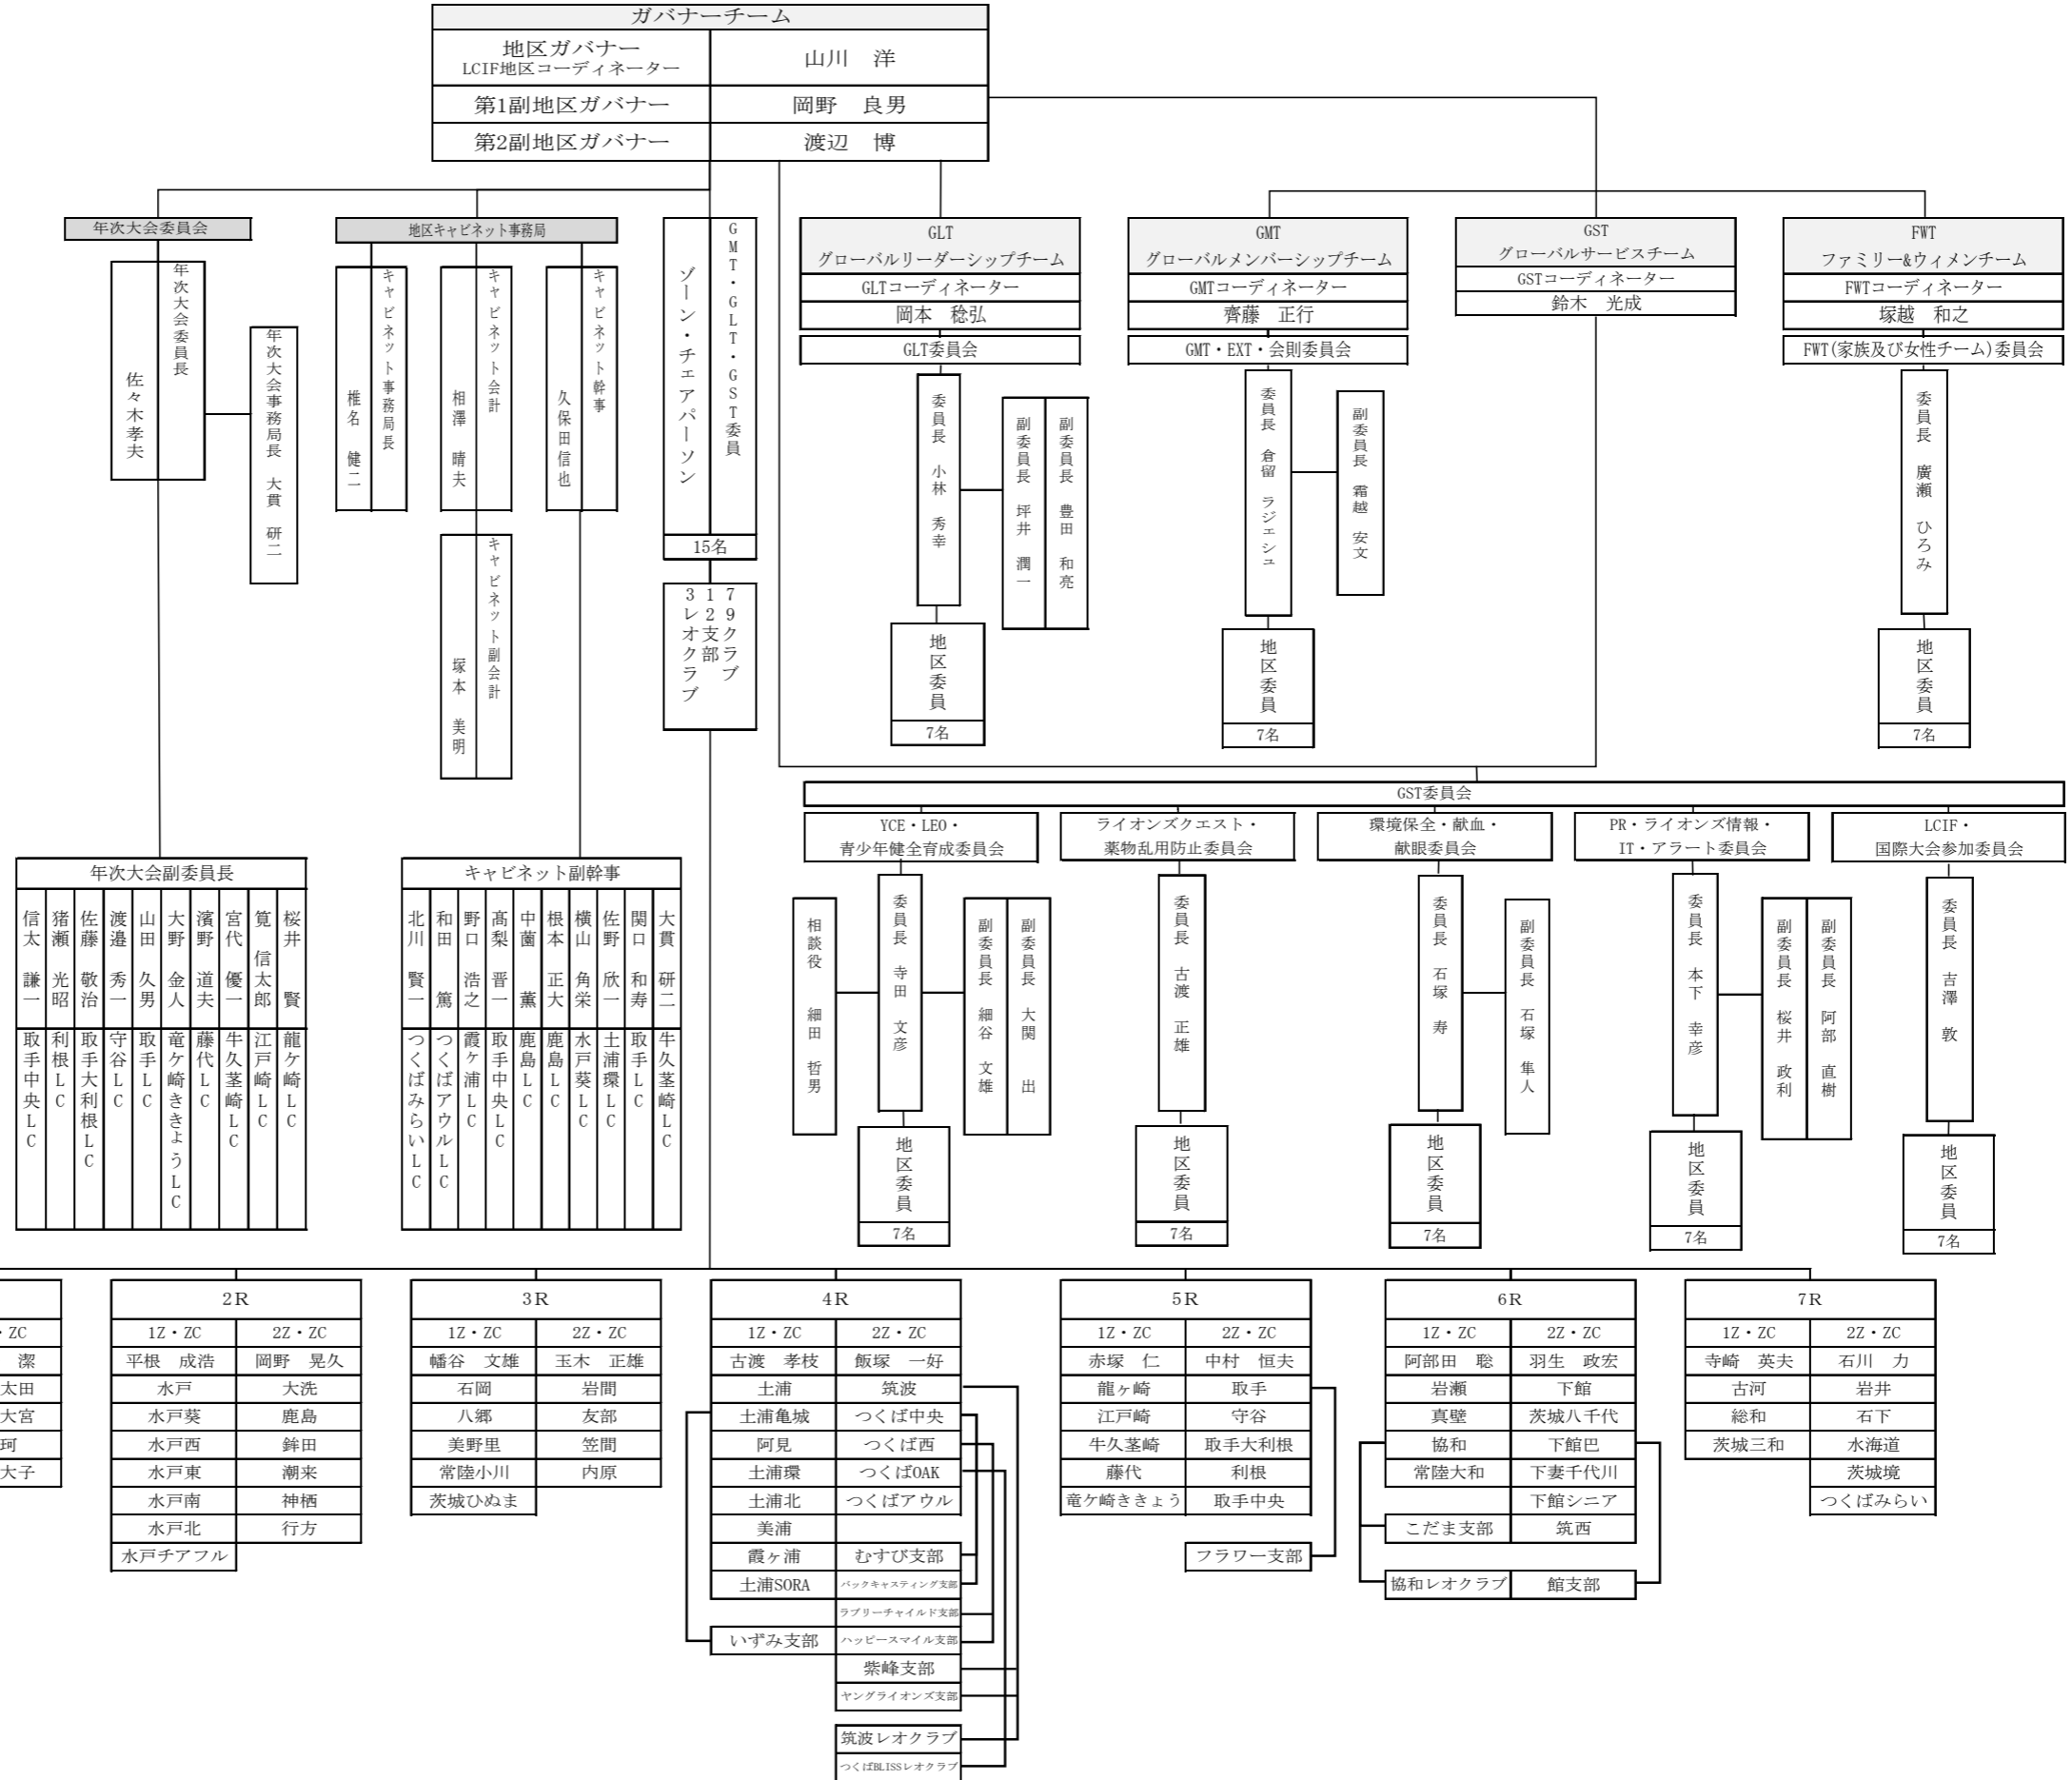 ガバナーチーム
地区ガバナー
LCIF地区コーディネーター
山川　洋
第1副地区ガバナー
岡野　良男
第2副地区ガバナー
渡辺　博
年次大会委員会
年次大会委員長
佐々木孝夫
年次大会事務局長　大貫　研二
地区キャビネット事務局
キャビネット事務局長
椎名　健二
キャビネット会計
相澤　晴夫
キャビネット幹事
久保田信也
キャビネット副会計
塚本　美明
GMT・GLT・GST委員
ゾーン・チェアパーソン
15名
79クラブ
12支部
3レオクラブ
GLT
グローバルリーダーシップチーム
GLTコーディネーター
岡本　稔弘
GLT委員会
委員長　小林　秀幸
副委員長　坪井　潤一
副委員長　豊田　和亮
地区委員
7名
GMT
グローバルメンバーシップチーム
GMTコーディネーター
齊藤　正行
GMT・EXT・会則委員会
委員長　倉留　ラジェシュ
副委員長　霜越　安文
地区委員
7名
GST
グローバルサービスチーム
GSTコーディネーター
鈴木　光成
FWT
ファミリー&ウィメンチーム
FWTコーディネーター
塚越　和之
FWT(家族及び女性チーム)委員会
委員長　廣瀬　ひろみ
地区委員
7名
GST委員会
YCE・LEO・
青少年健全育成委員会
相談役　細田　哲男
委員長　寺田　文彦
副委員長　細谷　文雄
副委員長　大関　出
地区委員
7名
ライオンズクエスト・
薬物乱用防止委員会
委員長　古渡　正雄
地区委員
7名
環境保全・献血・
献眼委員会
委員長　石塚　寿
副委員長　石塚　隼人
地区委員
7名
PR・ライオンズ情報・
IT・アラート委員会
委員長　本下　幸彦
副委員長　桜井　政利
副委員長　阿部　直樹
地区委員
7名
LCIF・
国際大会参加委員会
委員長　吉澤　敦
地区委員
7名
年次大会副委員長
信太　謙一　取手中央LC
猪瀬　光昭　利根LC
佐藤　敬治　取手大利根LC
渡邉　秀一　守谷LC
山田　久男　取手LC
大野　金人　竜ケ崎ききょうLC
濱野　道夫　藤代LC
宮代　優一　牛久茎崎LC
筧　信太郎　江戸崎LC
桜井　賢　龍ケ崎LC
キャビネット副幹事
北川　賢一　つくばみらいLC
和田　篤　つくばアウルLC
野口　浩之　霞ヶ浦LC
髙梨　晋一　取手中央LC
中薗　薫　鹿島LC
根本　正大　鹿島LC
横山　角栄　水戸葵LC
佐野　欣一　土浦環LC
関口　和寿　取手LC
大貫　研二　牛久茎崎LC
・ZC
潔
太田
大宮
珂
大子
2R
1Z・ZC　2Z・ZC
平根　成浩　岡野　晃久
水戸　大洗
水戸葵　鹿島
水戸西　鉾田
水戸東　潮来
水戸南　神栖
水戸北　行方
水戸チアフル
3R
1Z・ZC　2Z・ZC
幡谷　文雄　玉木　正雄
石岡　岩間
八郷　友部
美野里　笠間
常陸小川　内原
茨城ひぬま
4R
1Z・ZC　2Z・ZC
古渡　孝枝　飯塚　一好
土浦　筑波
土浦亀城　つくば中央
阿見　つくば西
土浦環　つくばOAK
土浦北　つくばアウル
美浦
霞ヶ浦　むすび支部
土浦SORA　バックキャスティング支部
ラブリーチャイルド支部
いずみ支部　ハッピースマイル支部
紫峰支部
ヤングライオンズ支部
筑波レオクラブ
つくばBLISSレオクラブ
5R
1Z・ZC　2Z・ZC
赤塚　仁　中村　恒夫
龍ヶ崎　取手
江戸崎　守谷
牛久茎崎　取手大利根
藤代　利根
竜ケ崎ききょう　取手中央
フラワー支部
6R
1Z・ZC　2Z・ZC
阿部田　聡　羽生　政宏
岩瀬　下館
真壁　茨城八千代
協和　下館巴
常陸大和　下妻千代川
下館シニア
こだま支部　筑西
協和レオクラブ　館支部
7R
1Z・ZC　2Z・ZC
寺崎　英夫　石川　力
古河　岩井
総和　石下
茨城三和　水海道
茨城境
つくばみらい